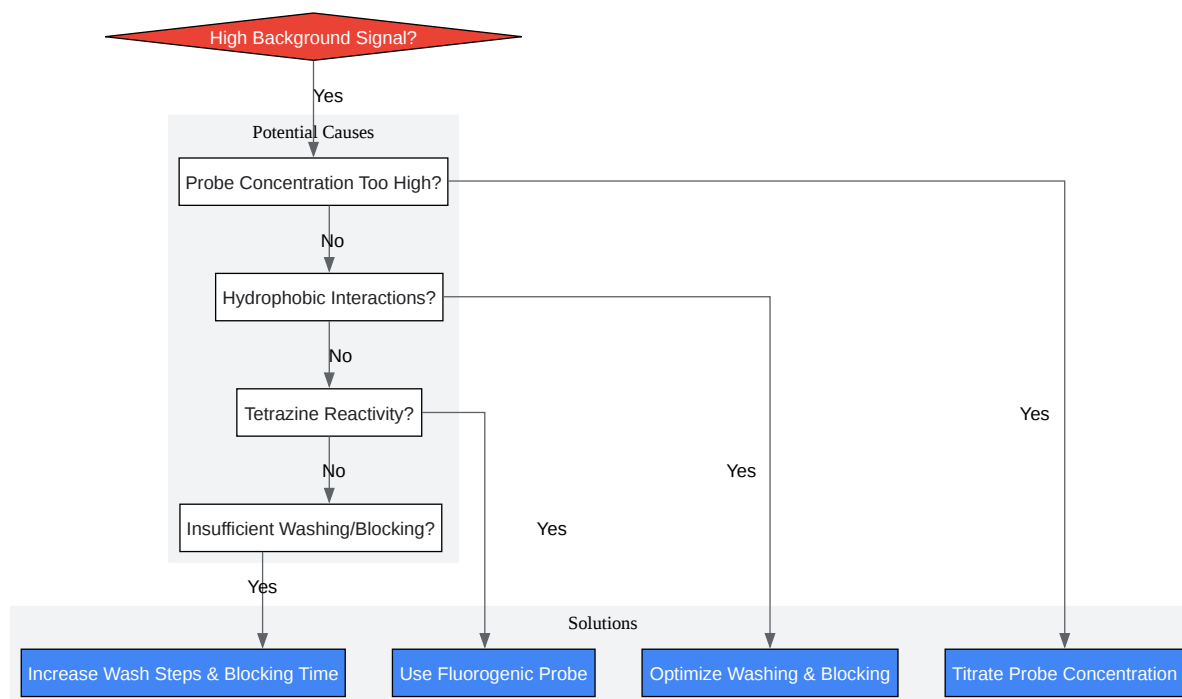 High Background Signal?
Yes
Potential Causes
Probe Concentration Too High?
No
Hydrophobic Interactions?
No
Tetrazine Reactivity?
Yes
No
Yes
Insufficient Washing/Blocking?
Yes
Yes
Solutions
Increase Wash Steps & Blocking Time
Use Fluorogenic Probe
Optimize Washing & Blocking
Titrate Probe Concentration